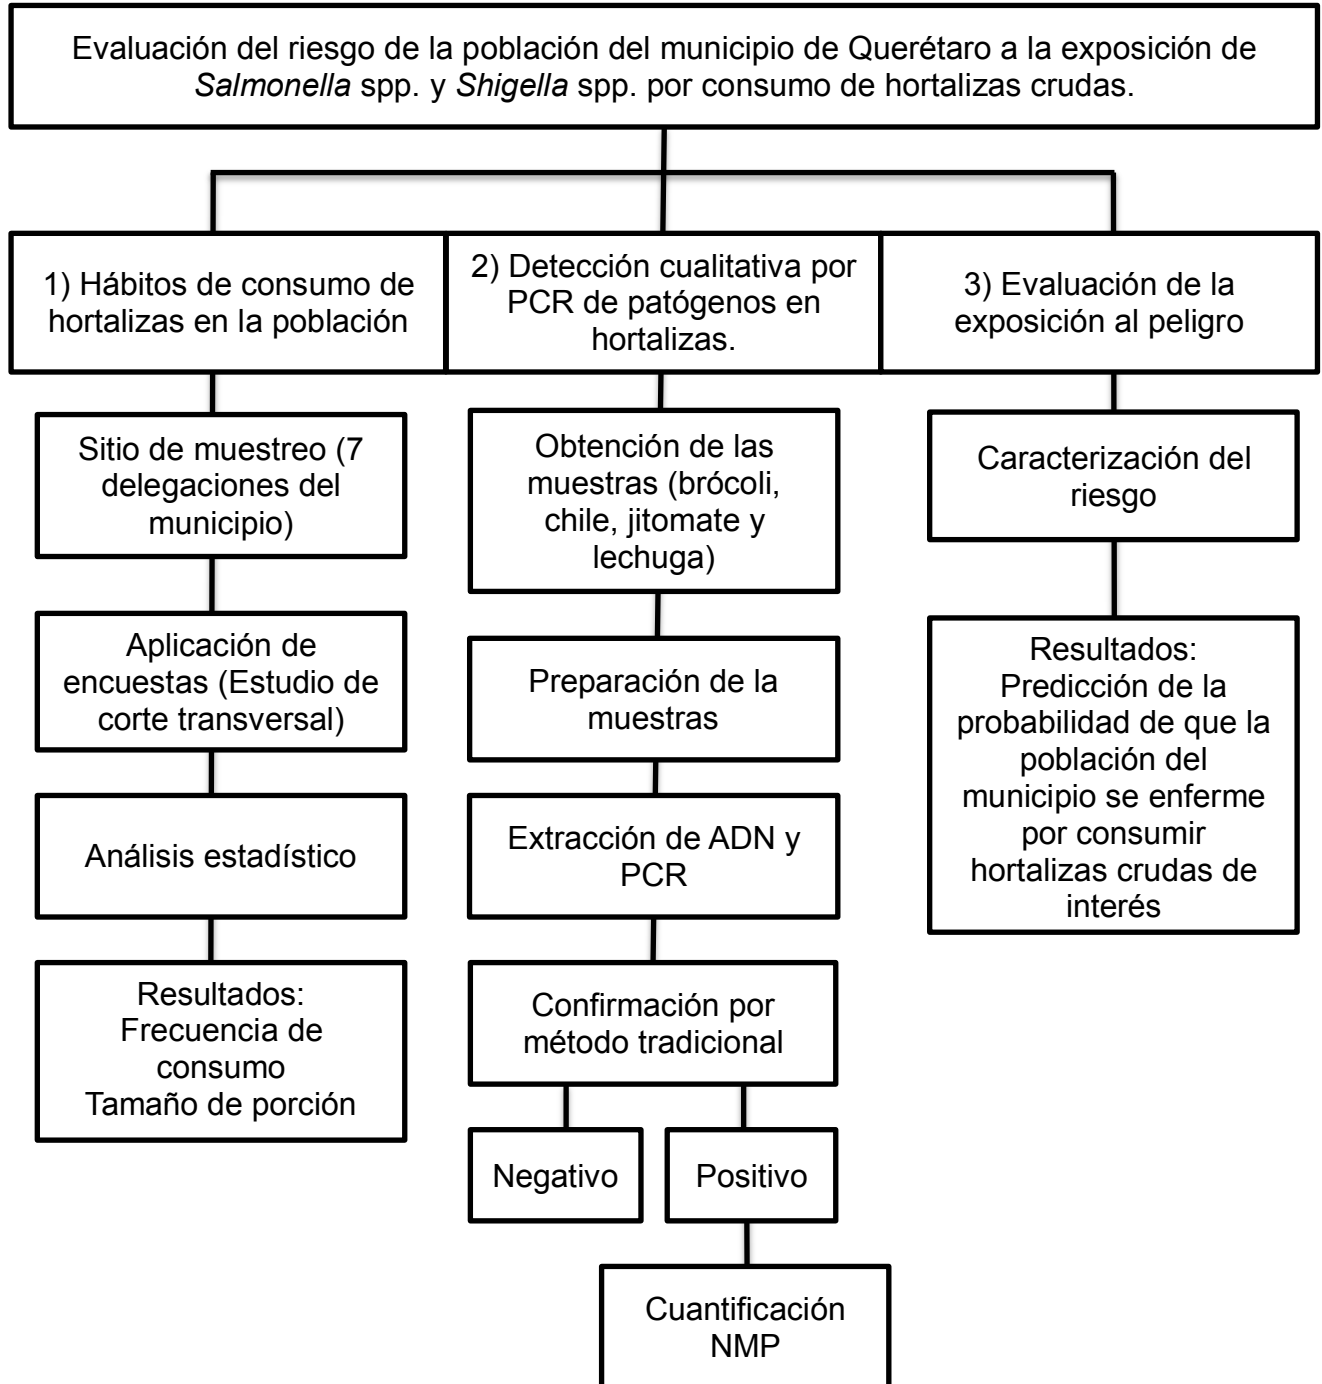 Evaluación del riesgo de la población del municipio de Querétaro a la exposición de
Salmonella spp. y Shigella spp. por consumo de hortalizas crudas.
1) Hábitos de consumo de
hortalizas en la población
2) Detección cualitativa por
PCR de patógenos en
hortalizas.
3) Evaluación de la
exposición al peligro
Sitio de muestreo (7
delegaciones del
municipio)
Aplicación de
encuestas (Estudio de
corte transversal)
Análisis estadístico
Resultados:
Frecuencia de
consumo
Tamaño de porción
Obtención de las
muestras (brócoli,
chile, jitomate y
lechuga)
Preparación de la
muestras
Extracción de ADN y
PCR
Confirmación por
método tradicional
Negativo
Positivo
Cuantificación
NMP
Caracterización del
riesgo
Resultados:
Predicción de la
probabilidad de que la
población del
municipio se enferme
por consumir
hortalizas crudas de
interés